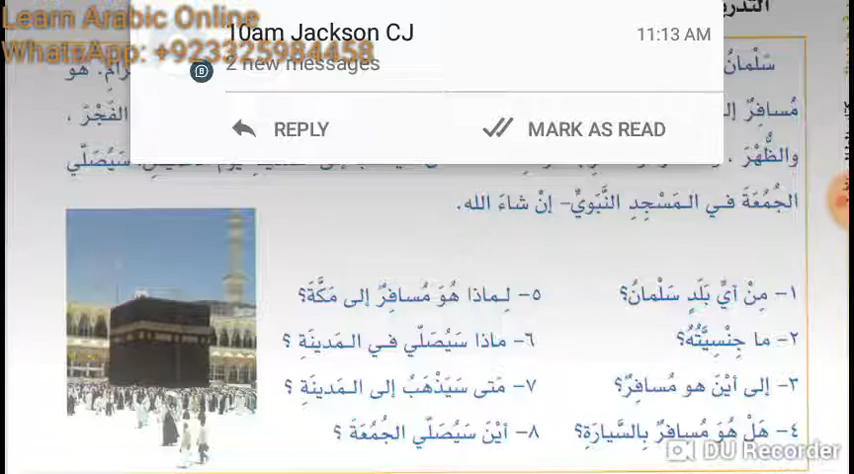 التدري
Learn Arabic Online
WhatsApp: +923325984458
10am Jackson CJ
11:13 AM
2 new messages
REPLY
MARK AS READ
سَلْمانُ
هو
مُسافِرٌ
الفَجْرَ ،
والظُّهْرَ ،
سَيُصَلّي
الجُمُعَةَ في المَسْجِدِ النَّبَوِيِّ- إنْ شاءَ الله.
١- مِنْ أيِّ بَلَدٍ سَلْمانُ؟
٢- ما جِنْسِيَّتُهُ؟
٣- إلى أيْنَ هو مُسافِرٌ؟
٤- هَلْ هُوَ مُسافِرٌ بِالسَّيارَةِ؟
٥- لِماذا هُوَ مُسافِرٌ إلى مَكَّةَ؟
٦- ماذا سَيُصَلّي في المَدينَةِ ؟
٧- مَتى سَيَذْهَبُ إلى المَدينَةِ ؟
٨- أيْنَ سَيُصَلّي الجُمُعَةَ ؟
DU Recorder